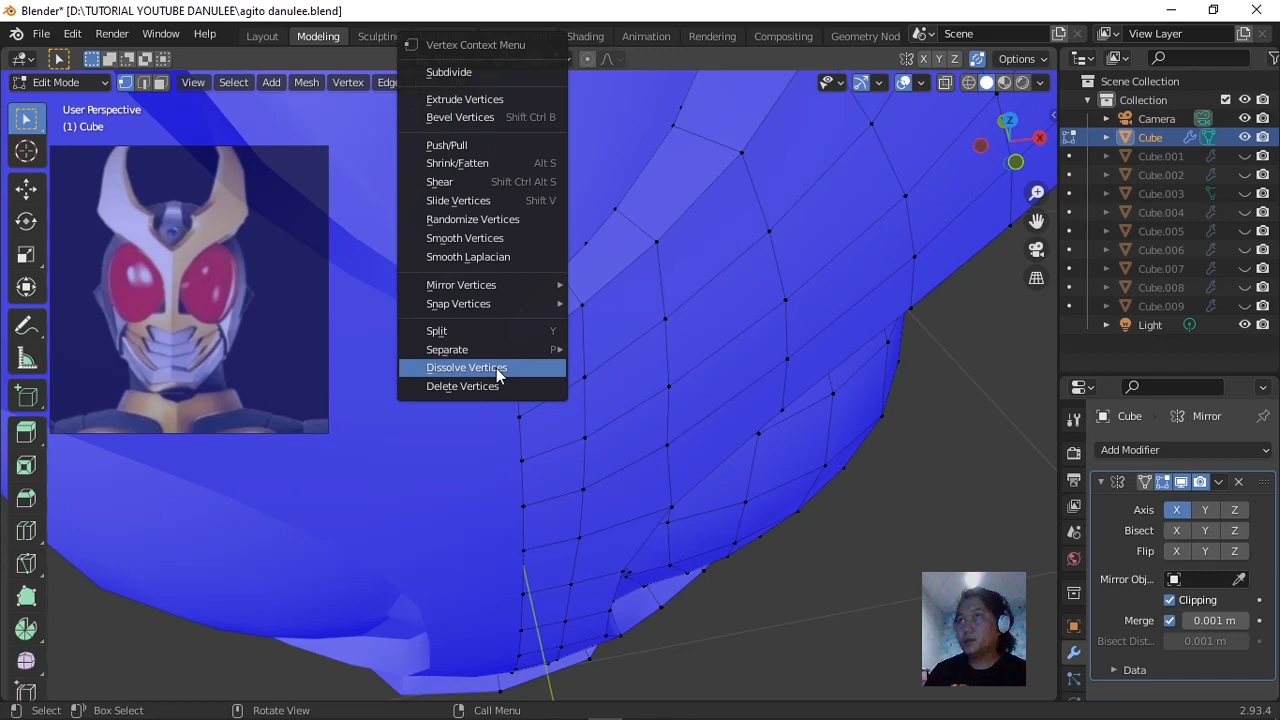 Blender* [D:\TUTORIAL YOUTUBE DANULEE\agito danulee.blend]
File Edit Render Window Help Layout Modeling Sculpting Shading Animation Rendering Compositing Geometry Nod Scene View Layer
Options
Edit Mode View Select Add Mesh Vertex Edge
X Y Z
User Perspective
(1) Cube
Vertex Context Menu
Subdivide
Extrude Vertices
Bevel Vertices Shift Ctrl B
Push/Pull
Shrink/Fatten Alt S
Shear Shift Ctrl Alt S
Slide Vertices Shift V
Randomize Vertices
Smooth Vertices
Smooth Laplacian
Mirror Vertices
Snap Vertices
Split Y
Separate P
Dissolve Vertices
Delete Vertices
Z
X
Scene Collection
Collection
Camera
Cube
Cube.001
Cube.002
Cube.003
Cube.004
Cube.005
Cube.006
Cube.007
Cube.008
Cube.009
Light
Cube Mirror
Add Modifier
Axis X Y Z
Bisect X Y Z
Flip X Y Z
Mirror Obj...
Clipping
Merge 0.001 m
Bisect Dist... 0.001 m
Data
Select Box Select Rotate View Call Menu 2.93.4